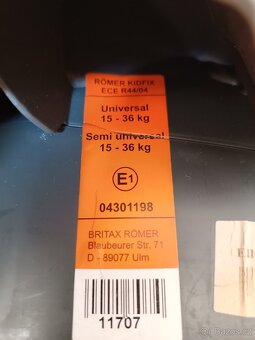 RÖMER KIDFIX
ECE R44/04
Universal
15 - 36 kg
Semi universal
15 - 36 kg
E1
04301198
BRITAX RÖMER
Blaubeurer Str. 71
D - 89077 Ulm
11707